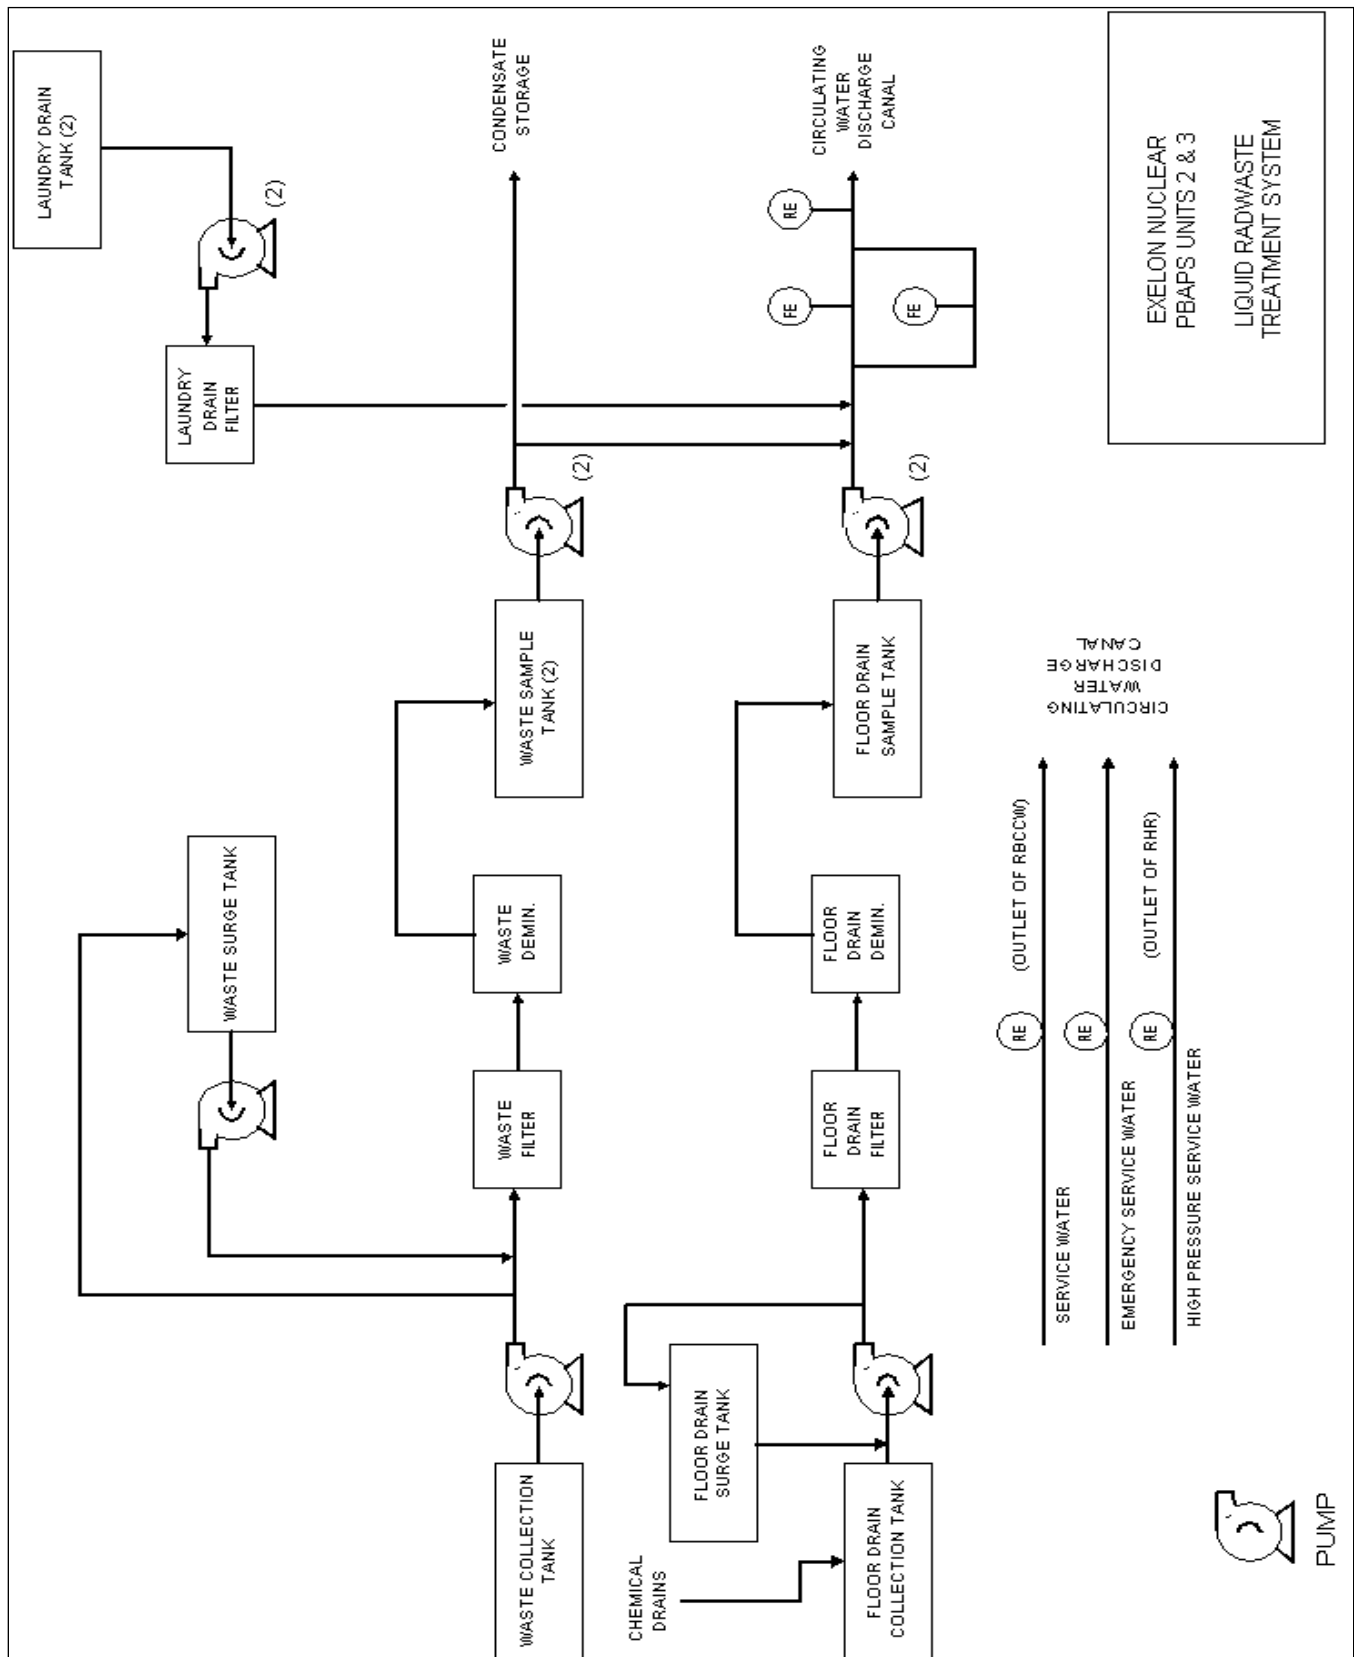 LAUNDRY DRAIN
TANK (2)
(2)
LAUNDRY
DRAIN
FILTER
WASTE SURGE TANK
CONDENSATE
STORAGE
(2)
WASTE SAMPLE
TANK (2)
WASTE
DEMIN.
WASTE
FILTER
WASTE COLLECTION
TANK
CIRCULATING
WATER
DISCHARGE
CANAL
RE
FE
FE
(2)
FLOOR DRAIN
SAMPLE TANK
FLOOR
DRAIN
DEMIN.
FLOOR
DRAIN
FILTER
FLOOR DRAIN
SURGE TANK
CHEMICAL
DRAINS
FLOOR DRAIN
COLLECTION TANK
CIRCULATING
WATER
DISCHARGE
CANAL
SERVICE WATER
RE
(OUTLET OF RBCCW)
EMERGENCY SERVICE WATER
RE
HIGH PRESSURE SERVICE WATER
RE
(OUTLET OF RHR)
PUMP
EXELON NUCLEAR
PBAPS UNITS 2 & 3
LIQUID RADWASTE
TREATMENT SYSTEM